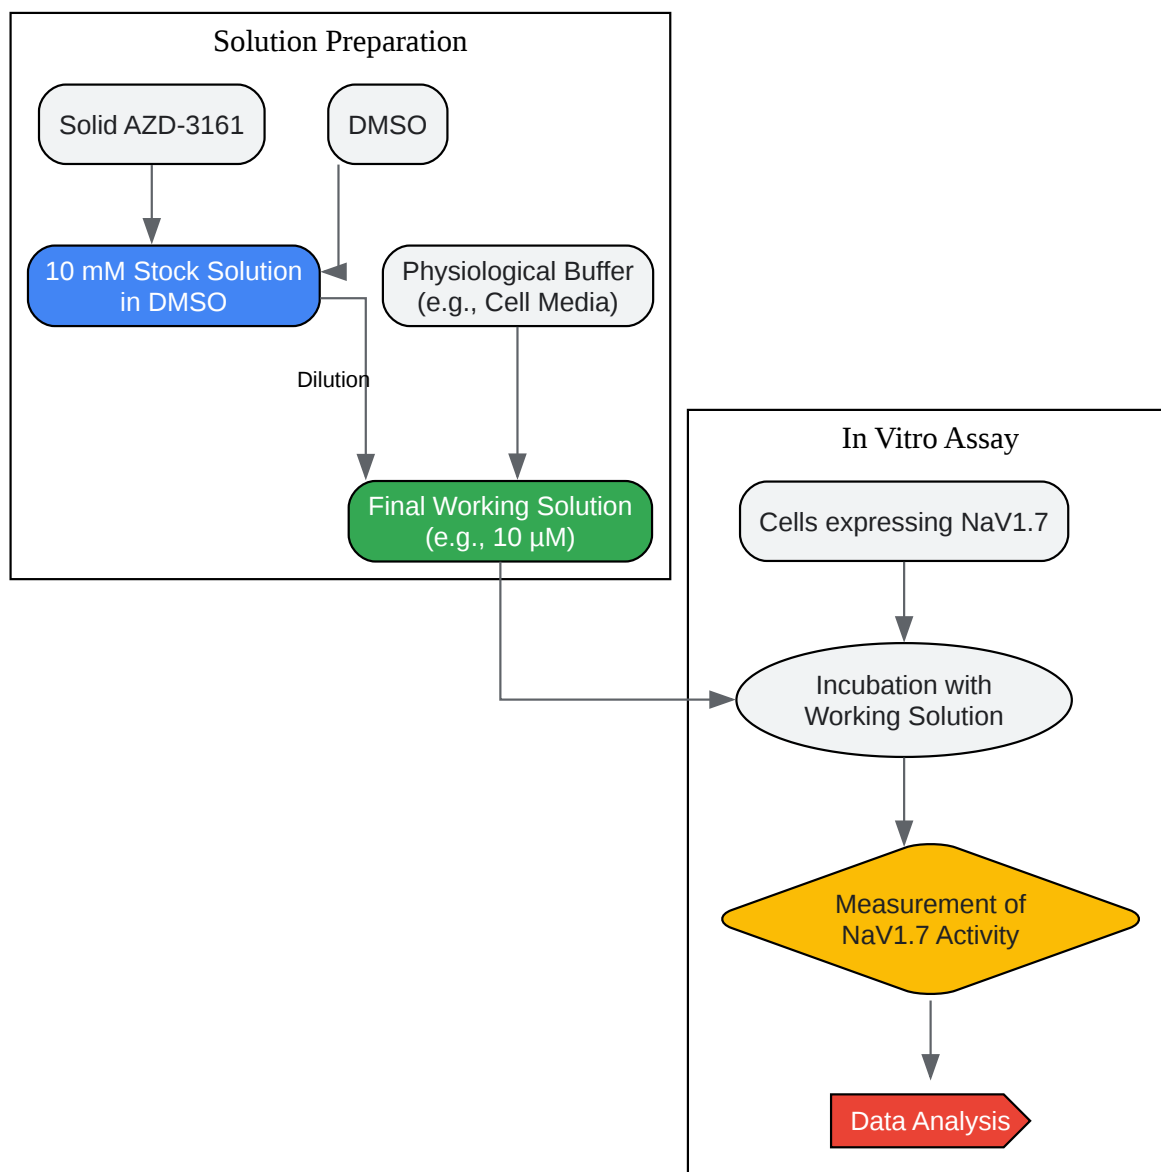 Solution Preparation
Solid AZD-3161
DMSO
10 mM Stock Solution
in DMSO
Physiological Buffer
(e.g., Cell Media)
Dilution
Final Working Solution
(e.g., 10 µM)
In Vitro Assay
Cells expressing NaV1.7
Incubation with
Working Solution
Measurement of
NaV1.7 Activity
Data Analysis